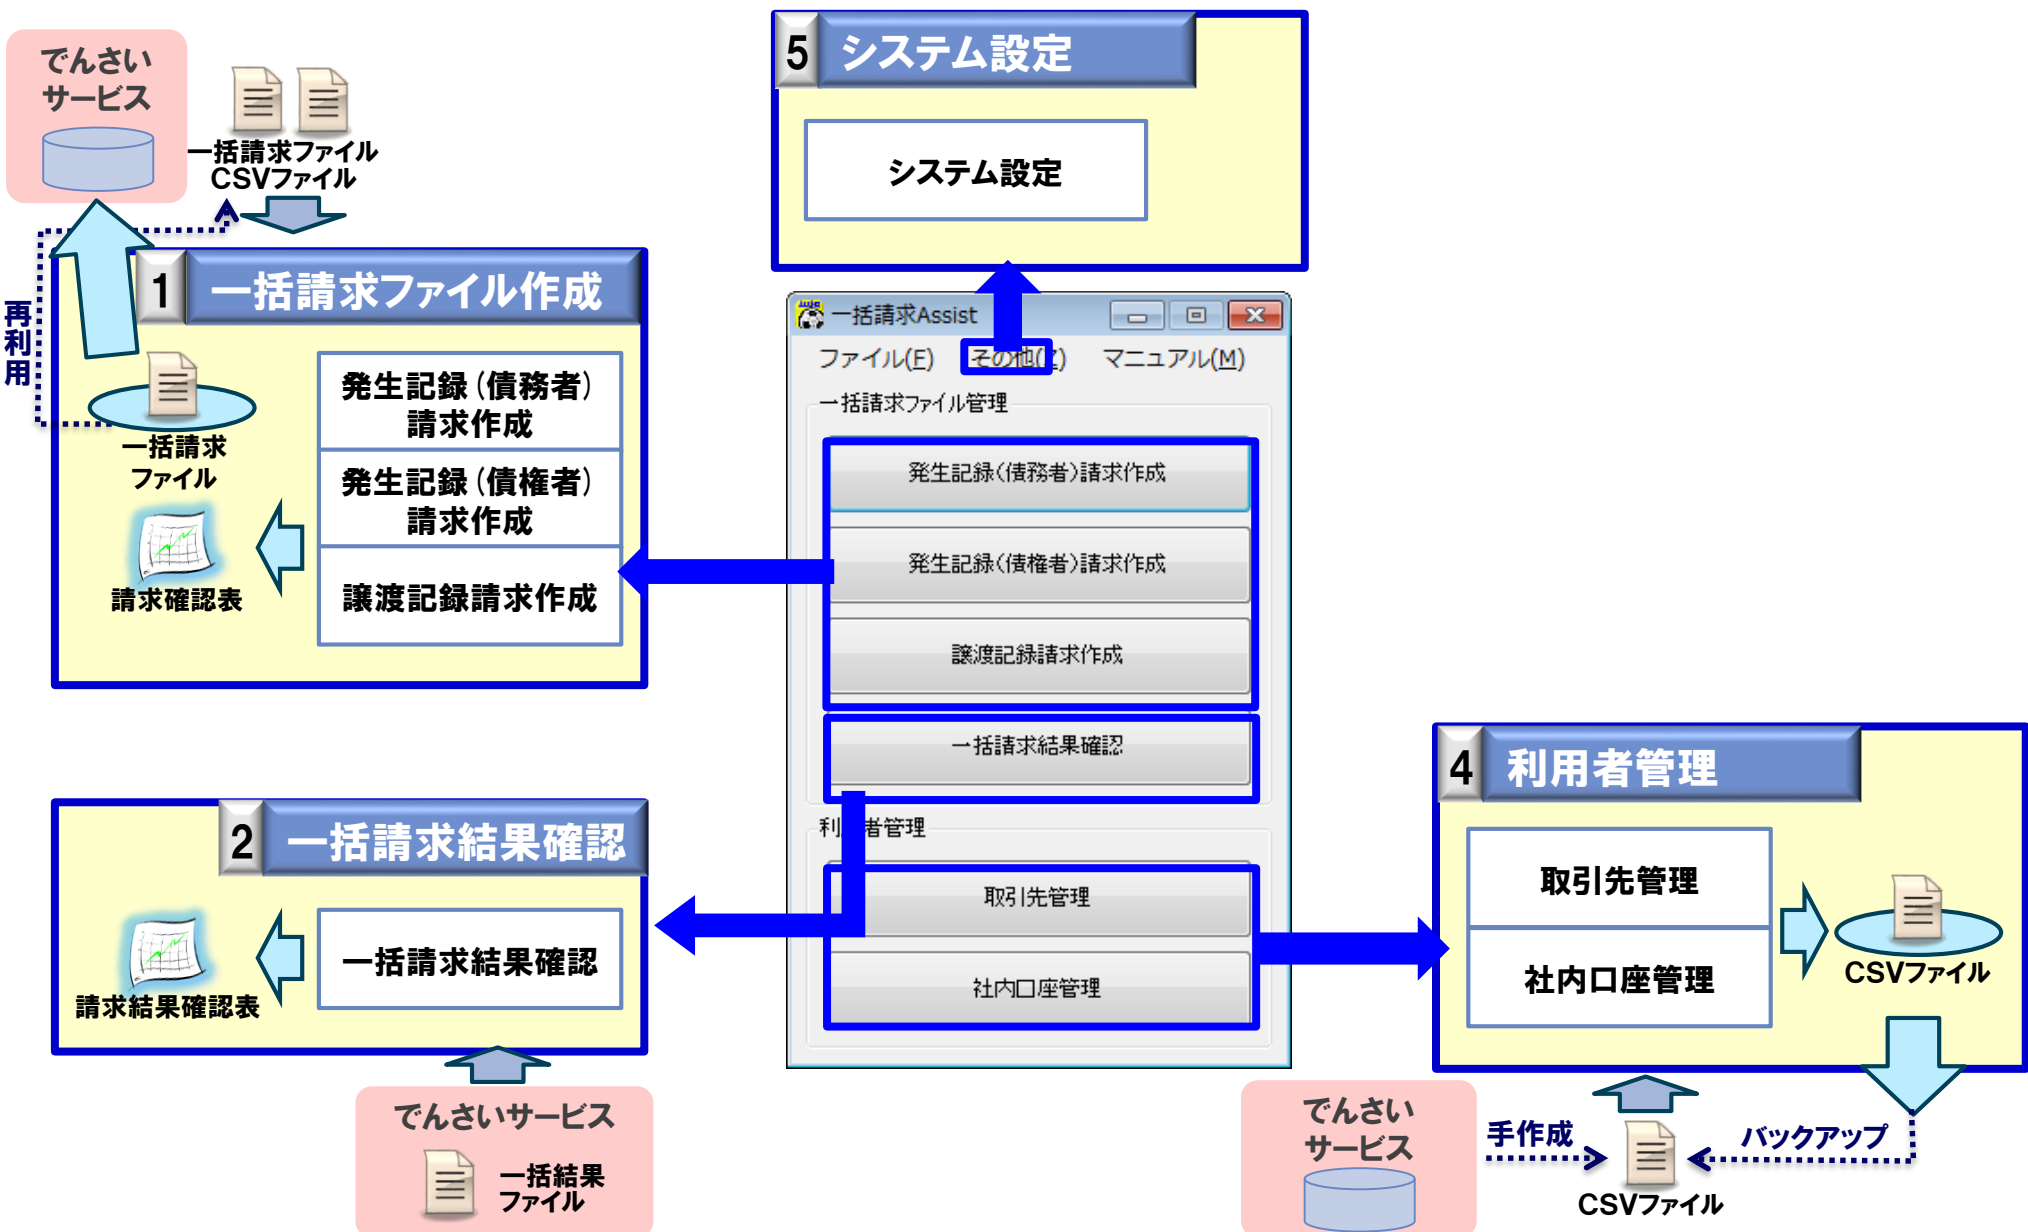 でんさい
サービス
一括請求ファイル
CSVファイル
再利用
1 一括請求ファイル作成
一括請求
ファイル
請求確認表
発生記録(債務者)
請求作成
発生記録(債権者)
請求作成
譲渡記録請求作成
2 一括請求結果確認
請求結果確認表
一括請求結果確認
でんさいサービス
一括結果
ファイル
5 システム設定
システム設定
一括請求Assist
ファイル(F) その他(Z) マニュアル(M)
一括請求ファイル管理
発生記録(債務者)請求作成
発生記録(債権者)請求作成
譲渡記録請求作成
一括請求結果確認
者管理
取引先管理
社内口座管理
4 利用者管理
取引先管理
社内口座管理
CSVファイル
でんさい
サービス
手作成
バックアップ
CSVファイル